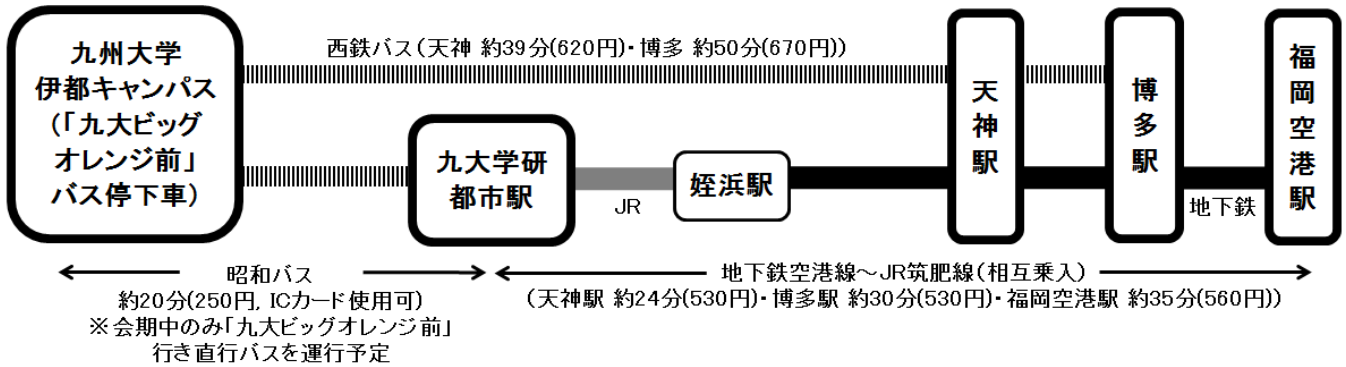 九州大学
伊都キャンパス
(「九大ビッグ
オレンジ前」
バス停下車)
西鉄バス(天神 約39分(620円)・博多 約50分(670円))
九大学研
都市駅
JR
姪浜駅
天神駅
博多駅
地下鉄
福岡空港駅
昭和バス
約20分(250円, ICカード使用可)
※会期中のみ「九大ビッグオレンジ前」
行き直行バスを運行予定
地下鉄空港線～JR筑肥線(相互乗入)
(天神駅 約24分(530円)・博多駅 約30分(530円)・福岡空港駅 約35分(560円))